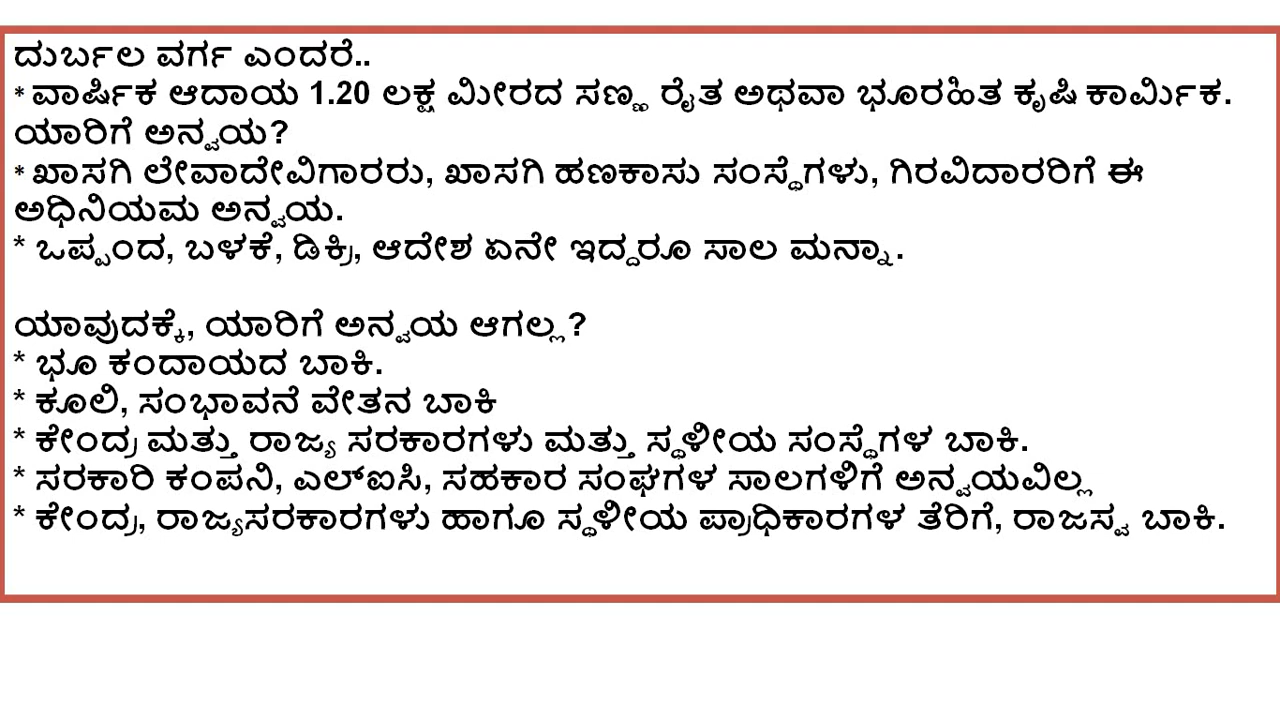 ದುರ್ಬಲ ವರ್ಗ ಎಂದರೆ..
* ವಾರ್ಷಿಕ ಆದಾಯ 1.20 ಲಕ್ಷ ಮೀರದ ಸಣ್ಣ ರೈತ ಅಥವಾ ಭೂರಹಿತ ಕೃಷಿ ಕಾರ್ಮಿಕ.
ಯಾರಿಗೆ ಅನ್ವಯ?
* ಖಾಸಗಿ ಲೇವಾದೇವಿಗಾರರು, ಖಾಸಗಿ ಹಣಕಾಸು ಸಂಸ್ಥೆಗಳು, ಗಿರವಿದಾರರಿಗೆ ಈ
ಅಧಿನಿಯಮ ಅನ್ವಯ.
* ಒಪ್ಪಂದ, ಬಳಕೆ, ಡಿಕ್ರಿ, ಆದೇಶ ಏನೇ ಇದ್ದರೂ ಸಾಲ ಮನ್ನಾ.
ಯಾವುದಕ್ಕೆ, ಯಾರಿಗೆ ಅನ್ವಯ ಆಗಲ್ಲ?
* ಭೂ ಕಂದಾಯದ ಬಾಕಿ.
* ಕೂಲಿ, ಸಂಭಾವನೆ ವೇತನ ಬಾಕಿ
* ಕೇಂದ್ರ ಮತ್ತು ರಾಜ್ಯ ಸರಕಾರಗಳು ಮತ್ತು ಸ್ಥಳೀಯ ಸಂಸ್ಥೆಗಳ ಬಾಕಿ.
* ಸರಕಾರಿ ಕಂಪನಿ, ಎಲ್‌ಐಸಿ, ಸಹಕಾರ ಸಂಘಗಳ ಸಾಲಗಳಿಗೆ ಅನ್ವಯವಿಲ್ಲ
* ಕೇಂದ್ರ, ರಾಜ್ಯಸರಕಾರಗಳು ಹಾಗೂ ಸ್ಥಳೀಯ ಪ್ರಾಧಿಕಾರಗಳ ತೆರಿಗೆ, ರಾಜಸ್ವ ಬಾಕಿ.